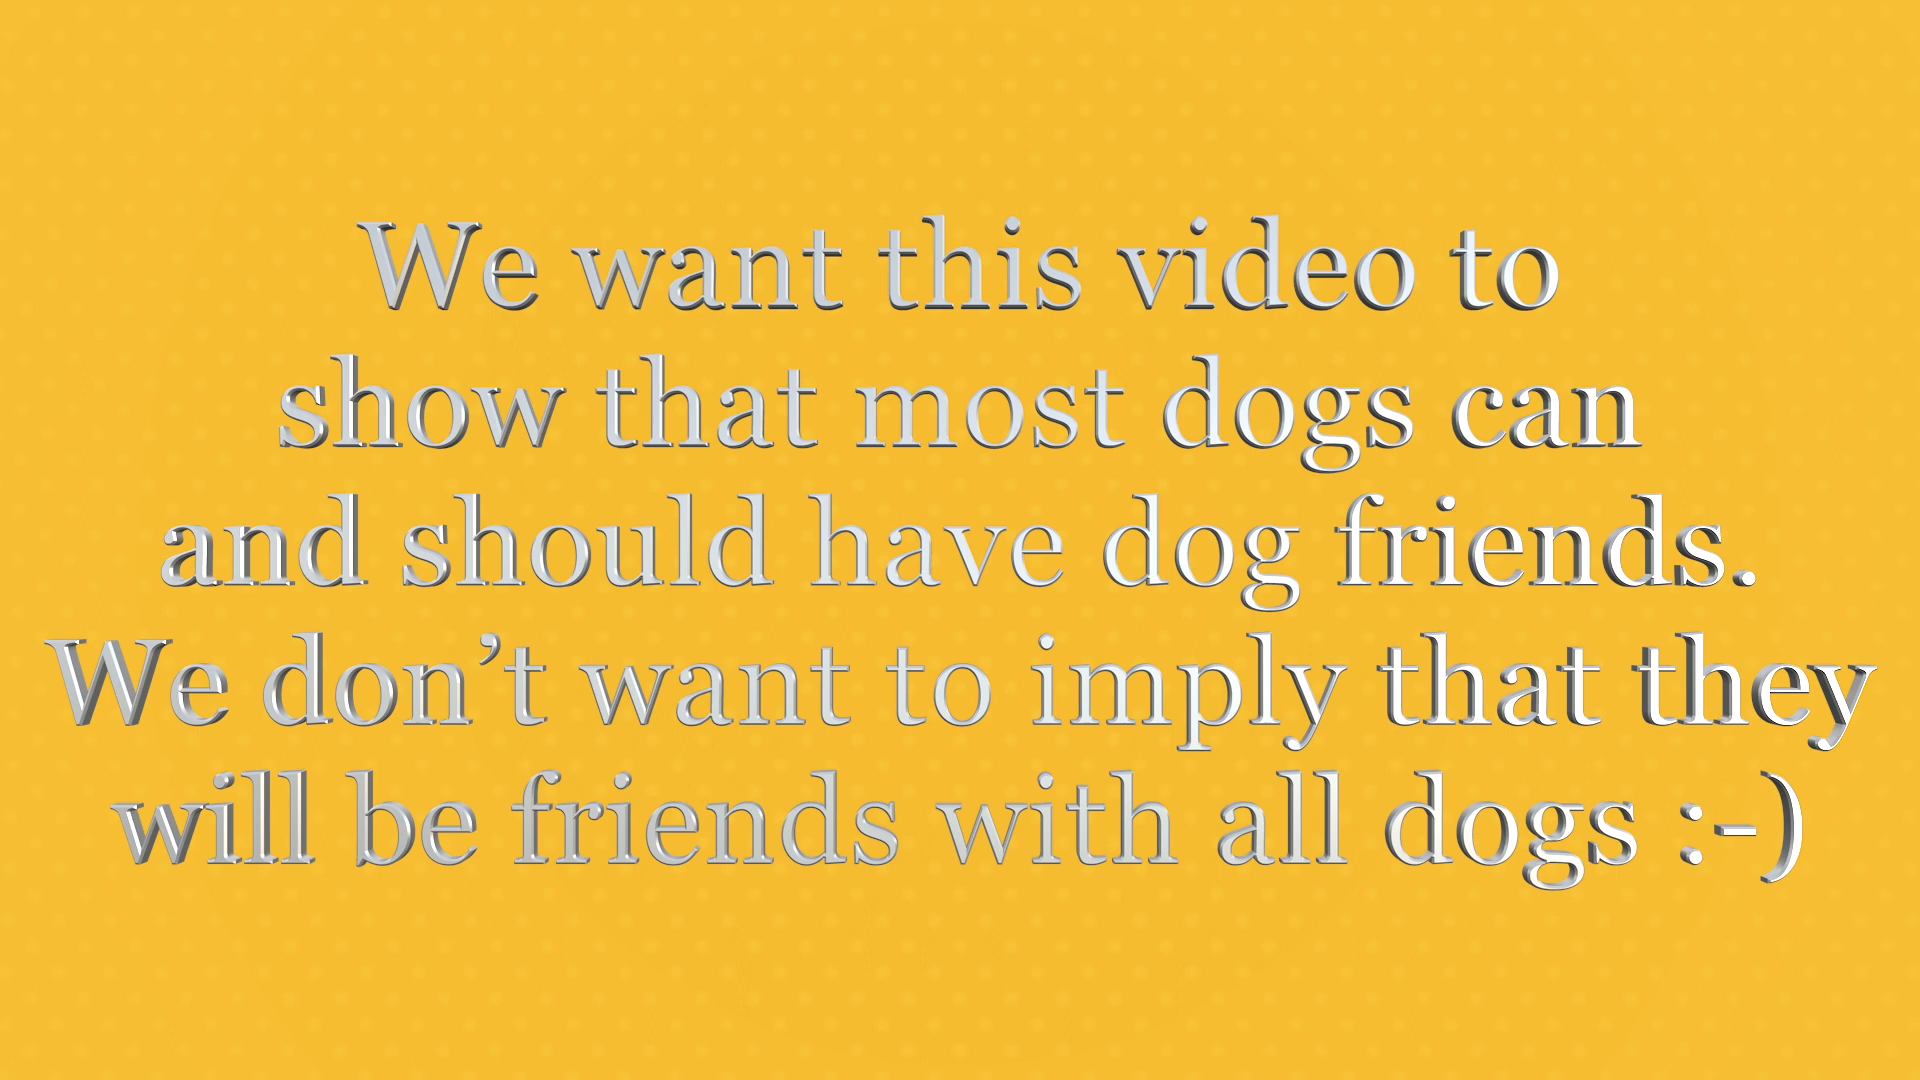 We want this video to
show that most dogs can
and should have dog friends.
We don’t want to imply that they
will be friends with all dogs :-)